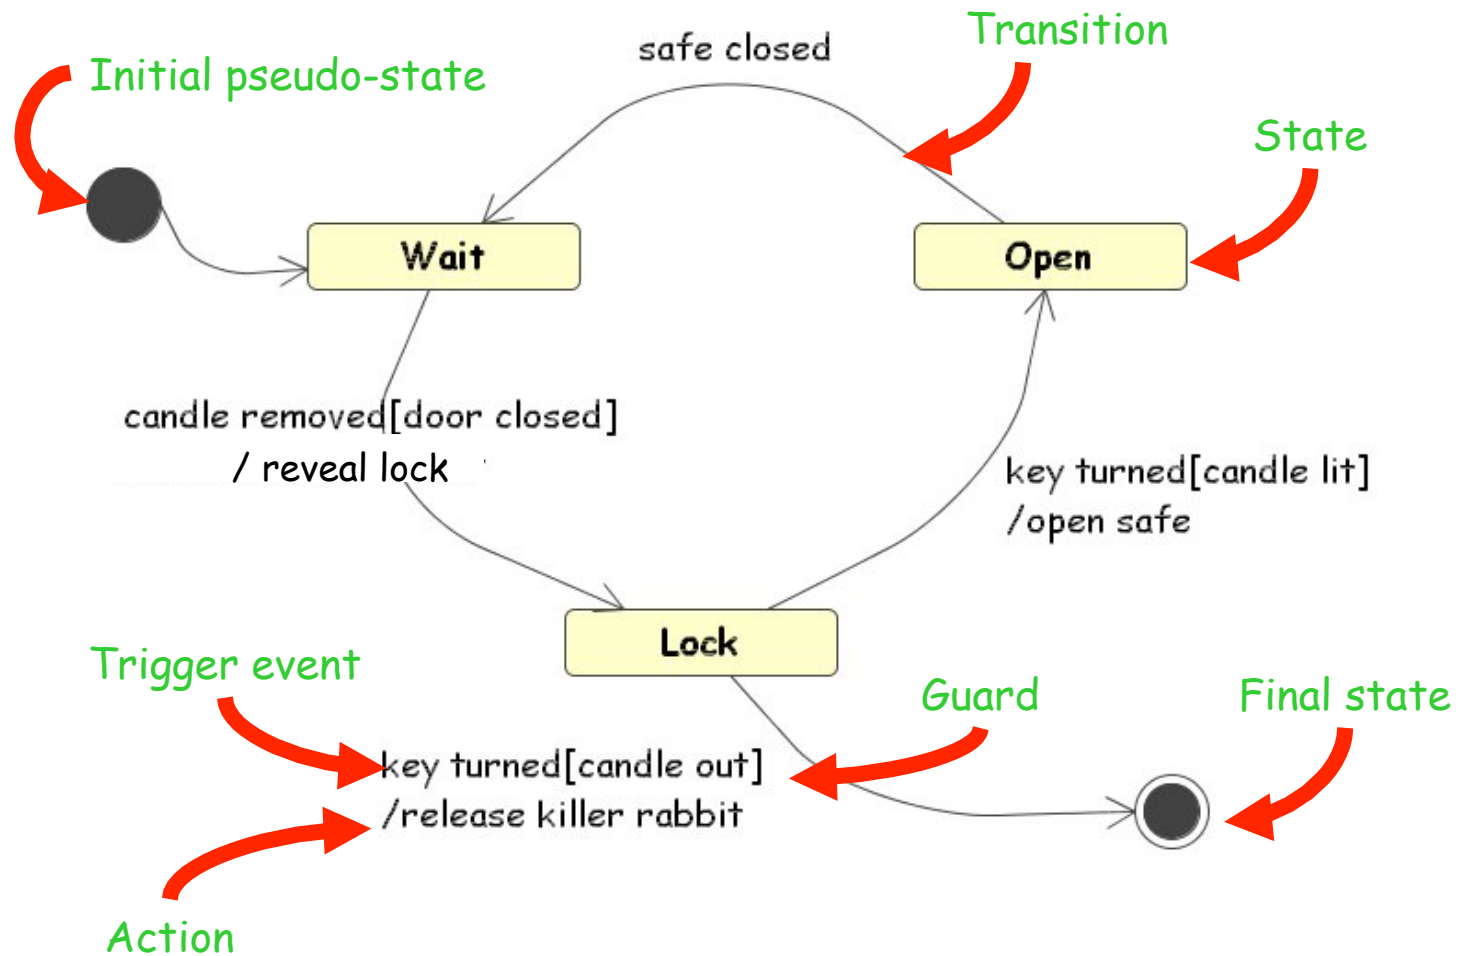 safe closed
Transition
Initial pseudo-state
State
Wait
Open
candle removed[door closed]
/ reveal lock
key turned[candle lit]
/open safe
Lock
Trigger event
Guard
Final state
key turned[candle out]
/release killer rabbit
Action